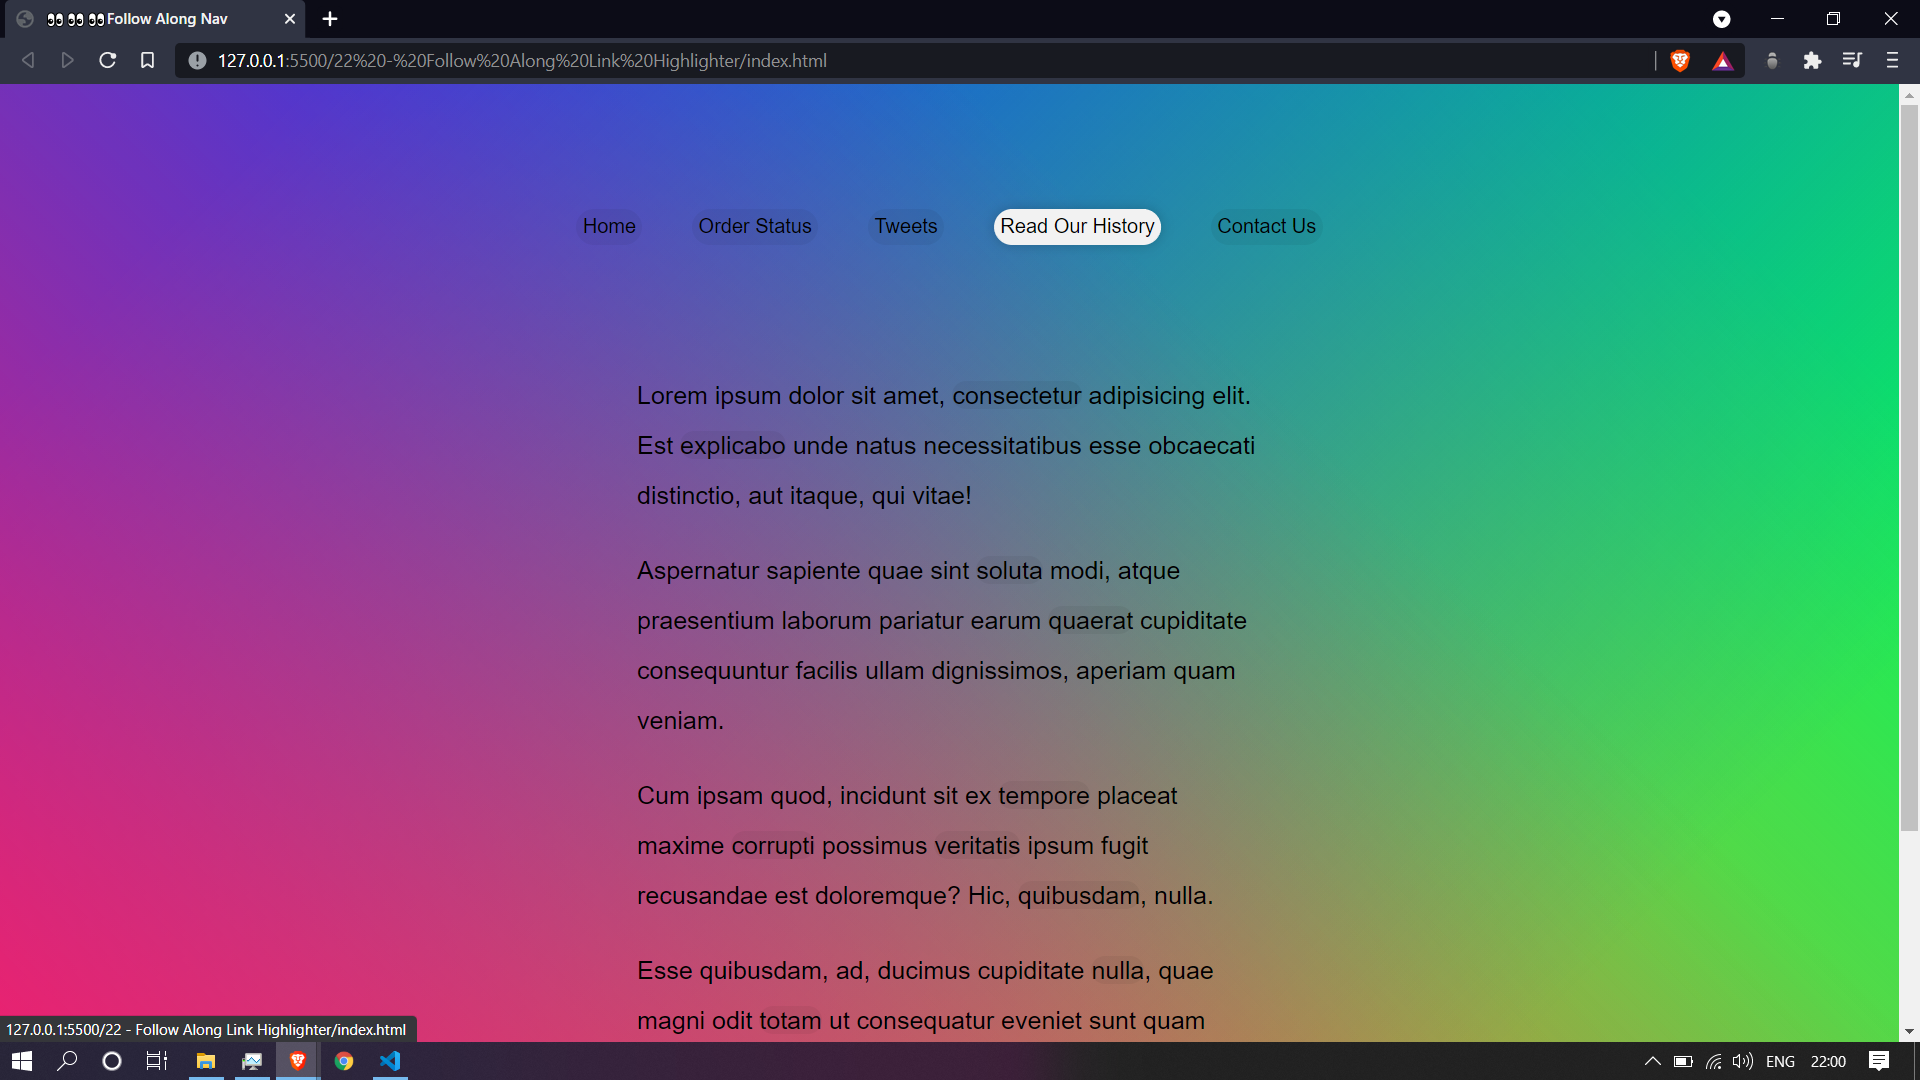 👀👀👀Follow Along Nav
127.0.0.1:5500/22%20-%20Follow%20Along%20Link%20Highlighter/index.html
Home Order Status Tweets Read Our History Contact Us
Lorem ipsum dolor sit amet, consectetur adipisicing elit.
Est explicabo unde natus necessitatibus esse obcaecati
distinctio, aut itaque, qui vitae!
Aspernatur sapiente quae sint soluta modi, atque
praesentium laborum pariatur earum quaerat cupiditate
consequuntur facilis ullam dignissimos, aperiam quam
veniam.
Cum ipsam quod, incidunt sit ex tempore placeat
maxime corrupti possimus veritatis ipsum fugit
recusandae est doloremque? Hic, quibusdam, nulla.
Esse quibusdam, ad, ducimus cupiditate nulla, quae
magni odit totam ut consequatur eveniet sunt quam
127.0.0.1:5500/22 - Follow Along Link Highlighter/index.html
ENG 22:00